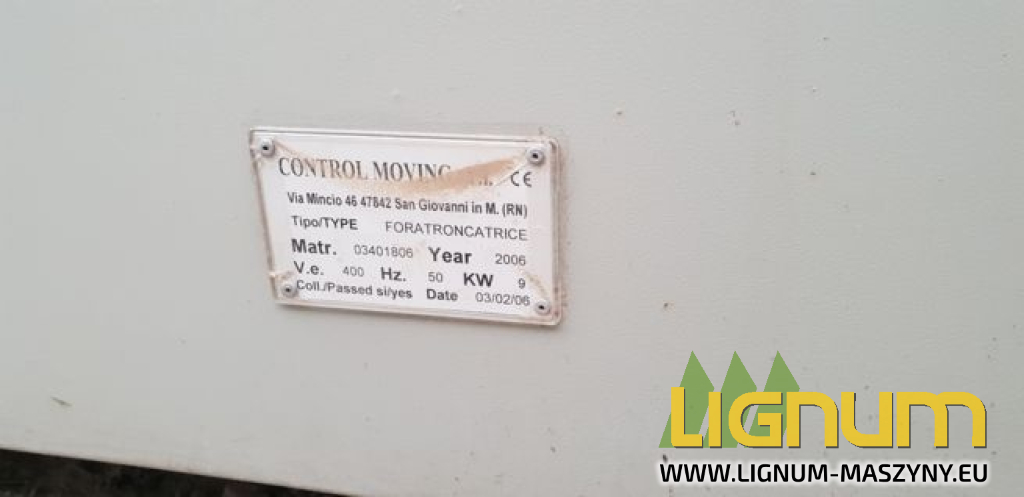 CONTROL MOVING CE
Via Mincio 46 47842 San Giovanni in M. (RN)
Tipo/TYPE FORATRONCATRICE
Matr. 03401806 Year 2006
V.e. 400 Hz. 50 KW 9
Coll./Passed si/yes Date 03/02/06
LIGNUM
WWW.LIGNUM-MASZYNY.EU